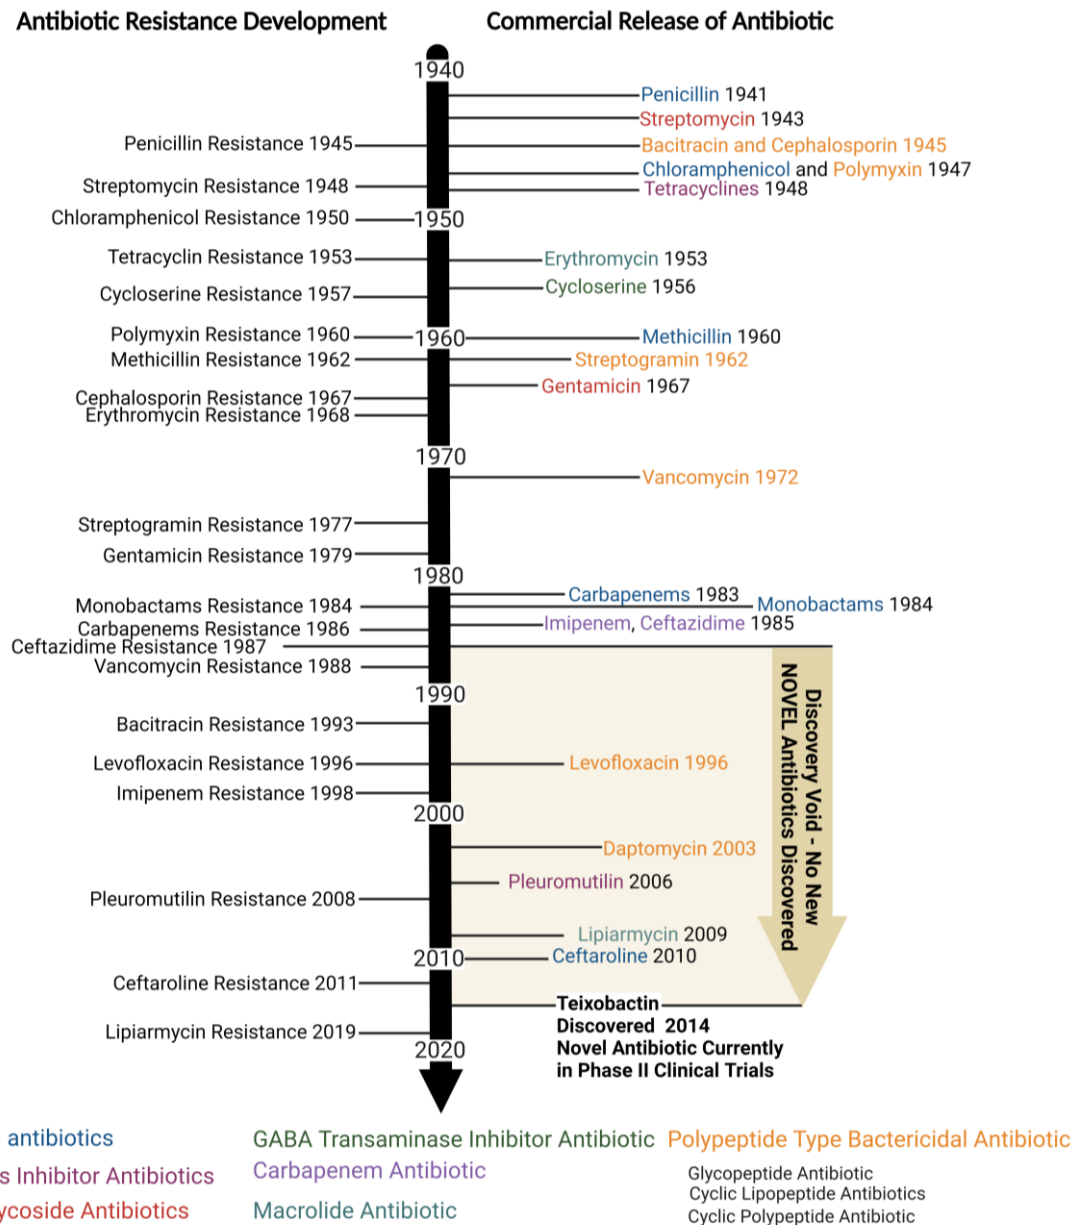 Antibiotic Resistance Development
Commercial Release of Antibiotic
1940
Penicillin 1941
Streptomycin 1943
Penicillin Resistance 1945
Bacitracin and Cephalosporin 1945
Chloramphenicol and Polymyxin 1947
Streptomycin Resistance 1948
Tetracyclines 1948
Chloramphenicol Resistance 1950
1950
Tetracyclin Resistance 1953
Erythromycin 1953
Cycloserine Resistance 1957
Cycloserine 1956
Polymyxin Resistance 1960
1960
Methicillin 1960
Methicillin Resistance 1962
Streptogramin 1962
Gentamicin 1967
Cephalosporin Resistance 1967
Erythromycin Resistance 1968
1970
Vancomycin 1972
Streptogramin Resistance 1977
Gentamicin Resistance 1979
1980
Carbapenems 1983
Monobactams Resistance 1984
Monobactams 1984
Carbapenems Resistance 1986
Imipenem, Ceftazidime 1985
Ceftazidime Resistance 1987
Vancomycin Resistance 1988
1990
Discovery Void - No New
NOVEL Antibiotics Discovered
Bacitracin Resistance 1993
Levofloxacin Resistance 1996
Levofloxacin 1996
Imipenem Resistance 1998
2000
Daptomycin 2003
Pleuromutilin 2006
Pleuromutilin Resistance 2008
Lipiarmycin 2009
2010
Ceftaroline 2010
Ceftaroline Resistance 2011
Teixobactin
Discovered 2014
Novel Antibiotic Currently
in Phase II Clinical Trials
Lipiarmycin Resistance 2019
2020
antibiotics
GABA Transaminase Inhibitor Antibiotic
Polypeptide Type Bactericidal Antibiotic
s Inhibitor Antibiotics
Carbapenem Antibiotic
Glycopeptide Antibiotic
Cyclic Lipopeptide Antibiotics
ycoside Antibiotics
Macrolide Antibiotic
Cyclic Polypeptide Antibiotic